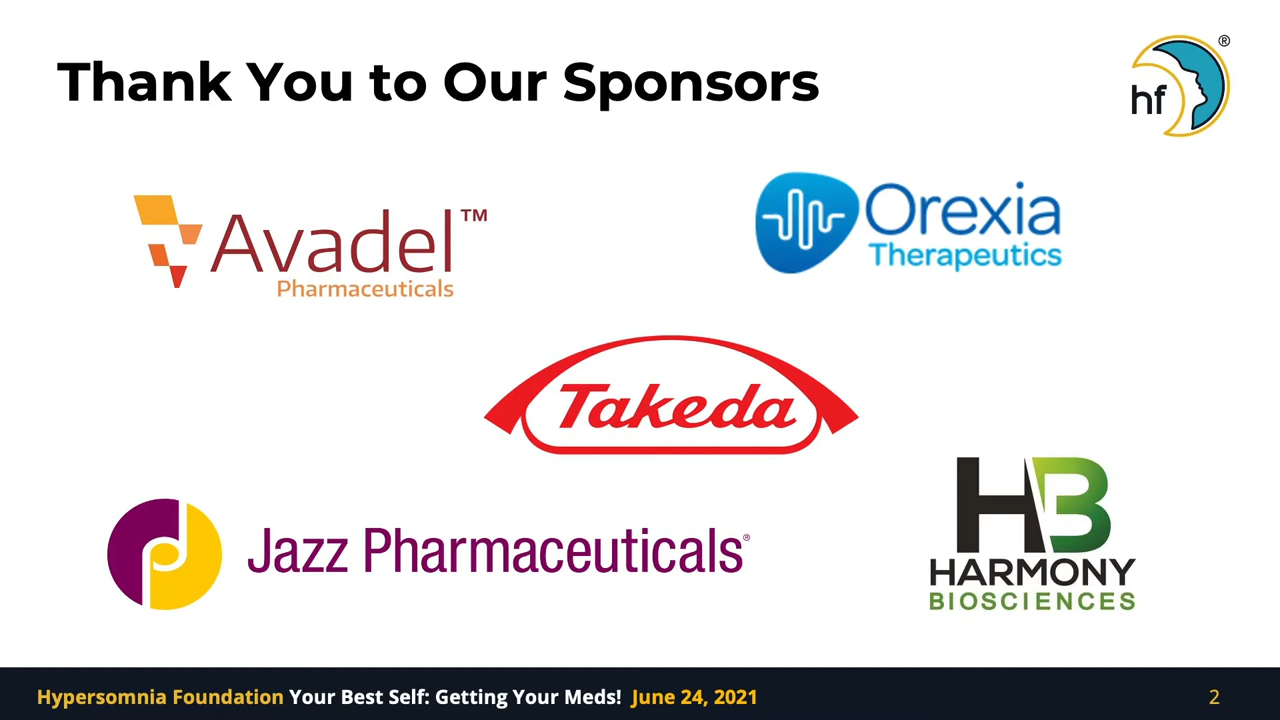 Thank You to Our Sponsors
hf®
Avadel™
Pharmaceuticals
Orexia
Therapeutics
Takeda
Jazz Pharmaceuticals®
HB
HARMONY
BIOSCIENCES
Hypersomnia Foundation Your Best Self: Getting Your Meds! June 24, 2021
2